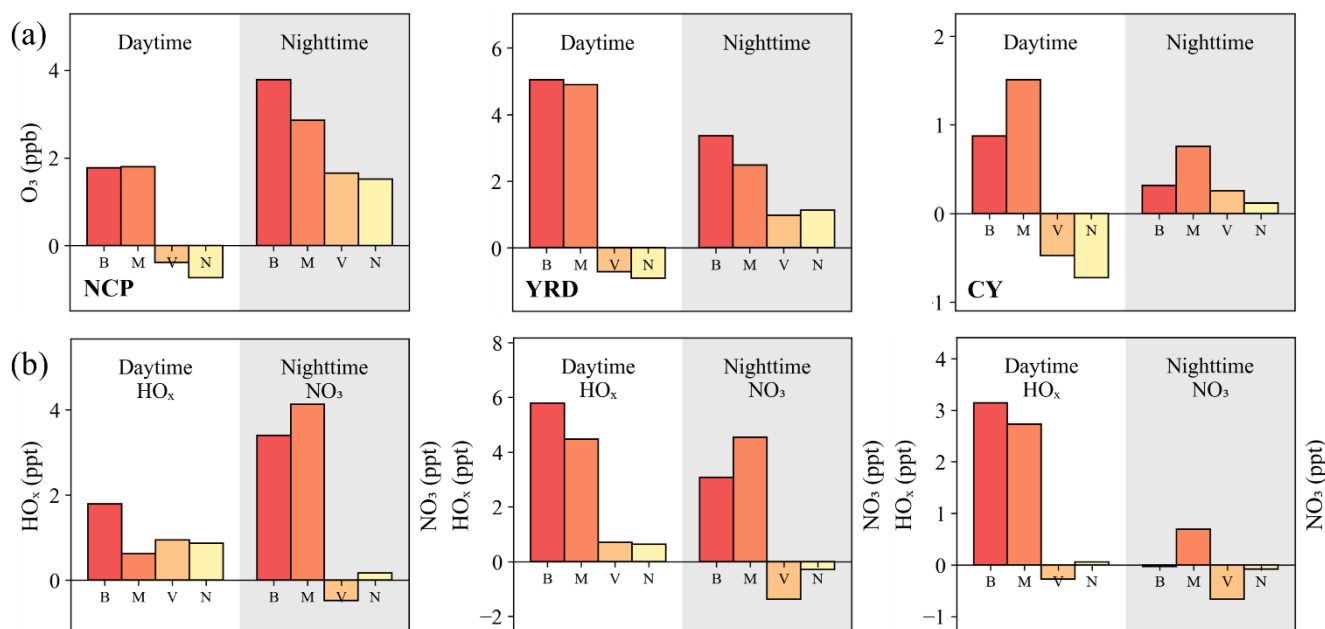 (a)
Daytime Nighttime
O₃ (ppb)
4
2
0
B M V N B M V N
NCP
Daytime Nighttime
6
4
2
0
B M V N B M V N
YRD
Daytime Nighttime
2
1
0
-1
B M V N B M V N
CY
(b)
Daytime Nighttime
HOₓ NO₃
HOₓ (ppt)
4
2
0
B M V N B M V N
NO₃ (ppt)
HOₓ (ppt)
Daytime Nighttime
HOₓ NO₃
8
6
4
2
0
−2
B M V N B M V N
NO₃ (ppt)
HOₓ (ppt)
Daytime Nighttime
HOₓ NO₃
4
3
2
1
0
−1
B M V N B M V N
NO₃ (ppt)